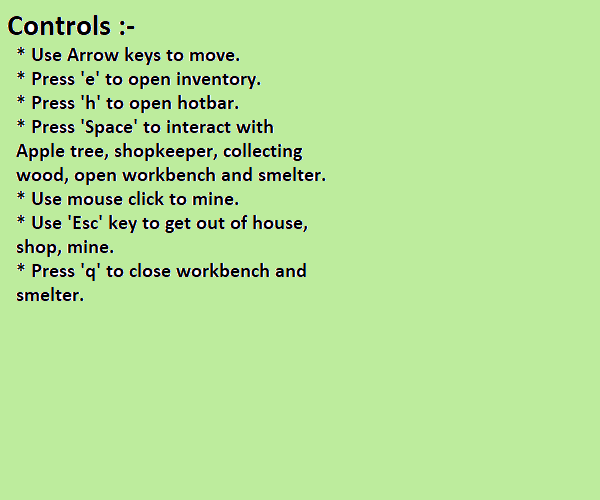 Controls :-
* Use Arrow keys to move.
* Press 'e' to open inventory.
* Press 'h' to open hotbar.
* Press 'Space' to interact with
Apple tree, shopkeeper, collecting
wood, open workbench and smelter.
* Use mouse click to mine.
* Use 'Esc' key to get out of house,
shop, mine.
* Press 'q' to close workbench and
smelter.